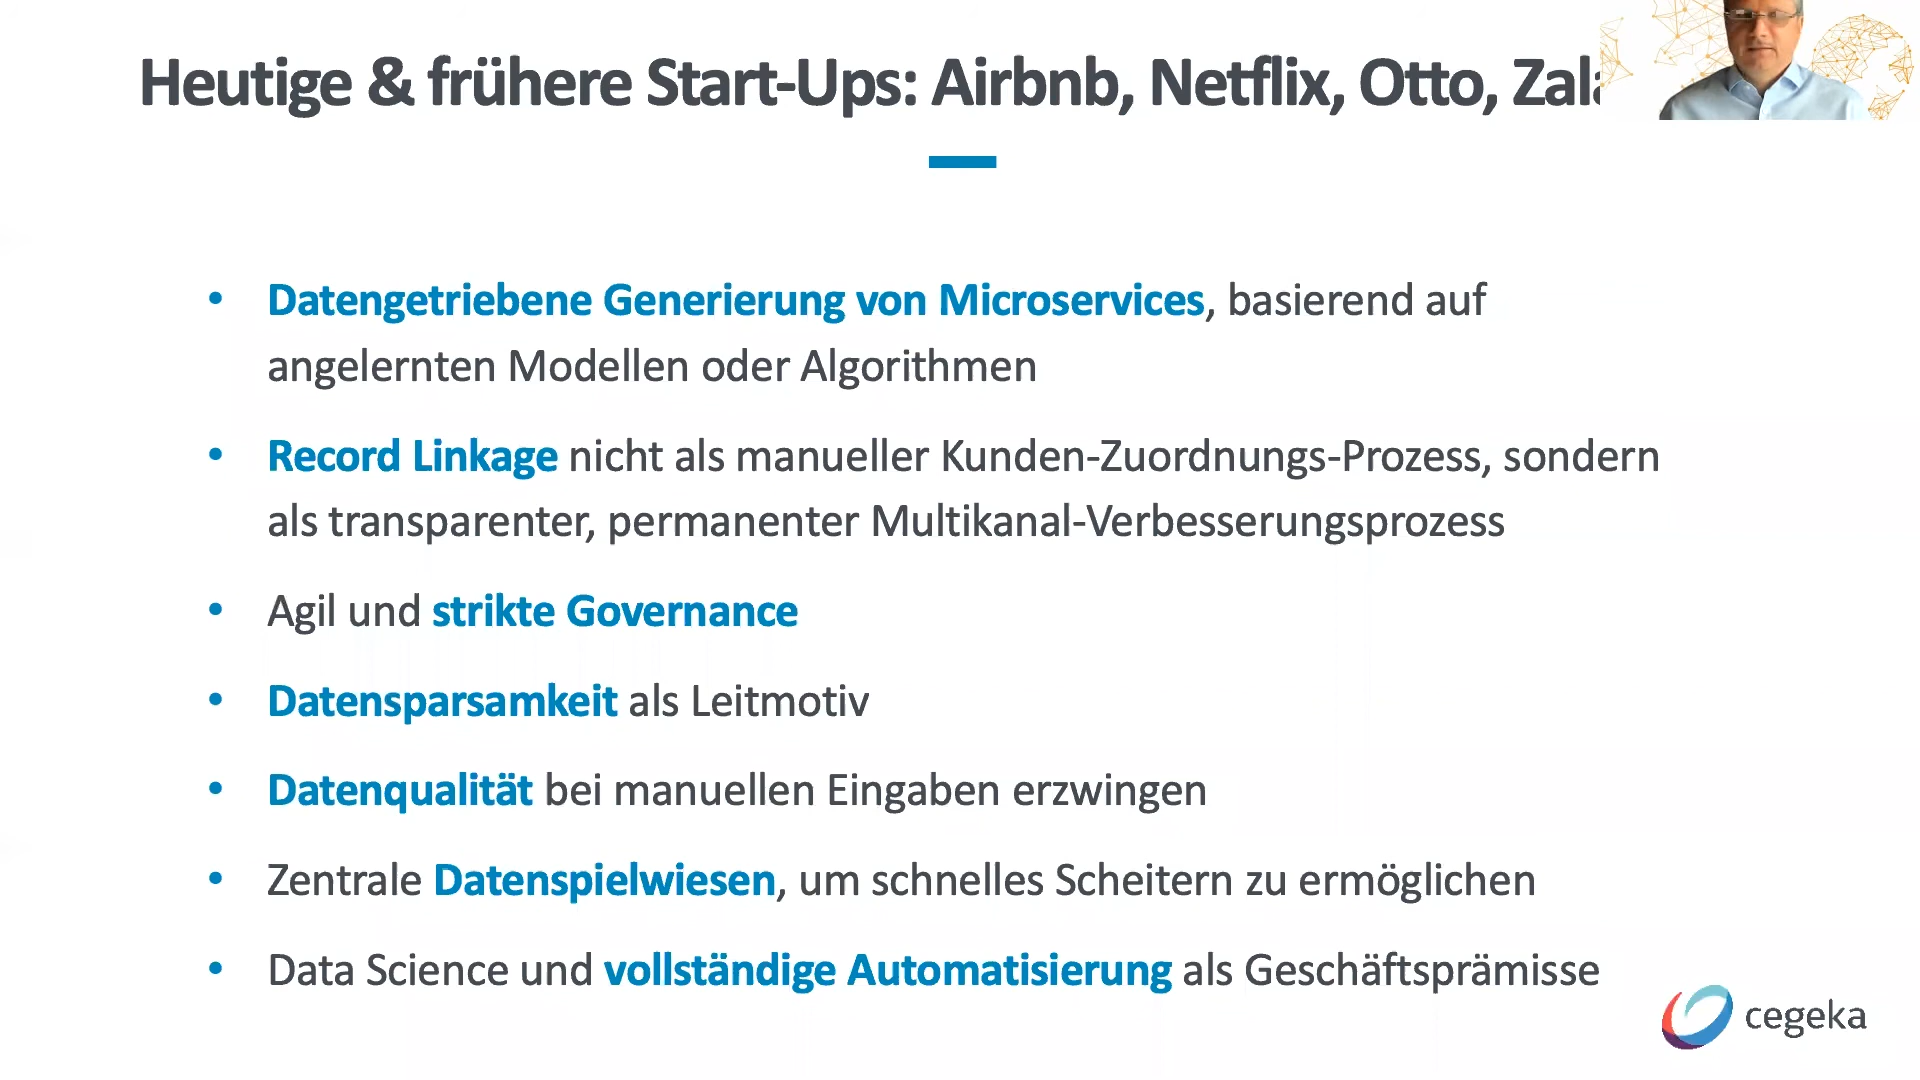 Heutige & frühere Start-Ups: Airbnb, Netflix, Otto,
• Datengetriebene Generierung von Microservices, basierend auf
angelernten Modellen oder Algorithmen
• Record Linkage nicht als manueller Kunden-Zuordnungs-Prozess, sondern
als transparenter, permanenter Multikanal-Verbesserungsprozess
• Agil und strikte Governance
• Datensparsamkeit als Leitmotiv
• Datenqualität bei manuellen Eingaben erzwingen
• Zentrale Datenspielwiesen, um schnelles Scheitern zu ermöglichen
• Data Science und vollständige Automatisierung als Geschäftsprämisse
cegeka